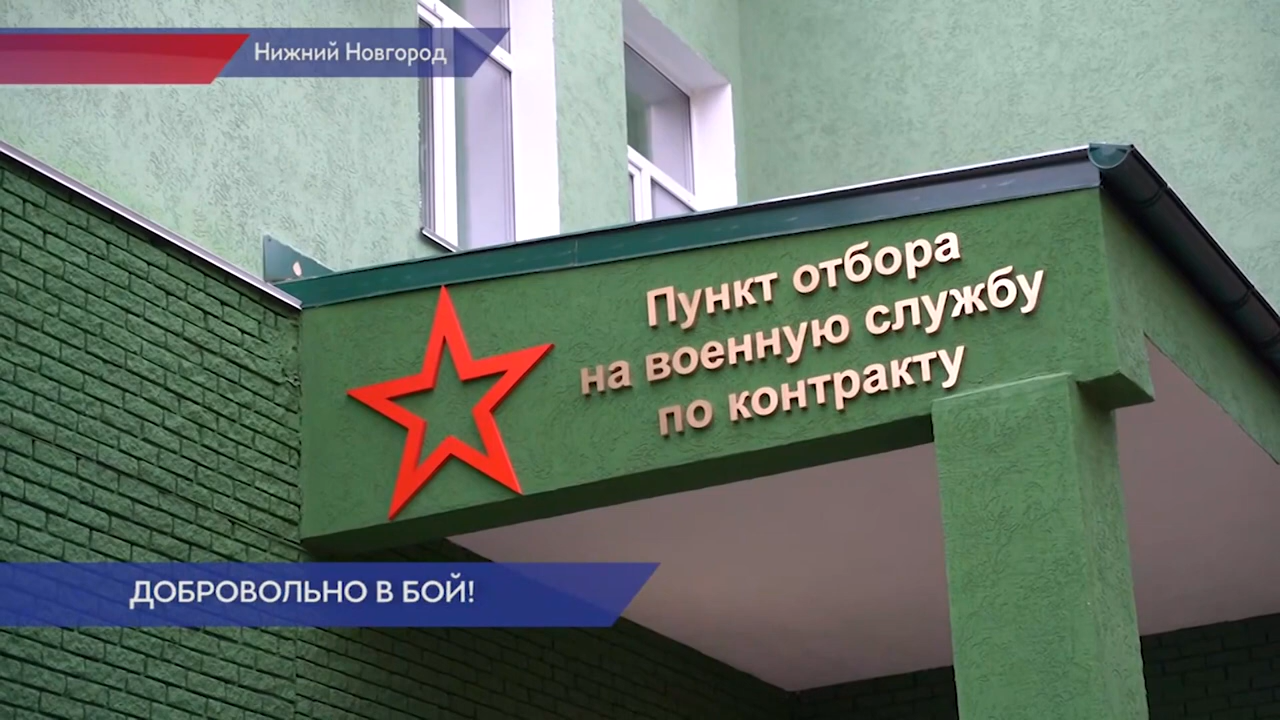 Нижний Новгород
Пункт отбора
на военную службу
по контракту
ДОБРОВОЛЬНО В БОЙ!